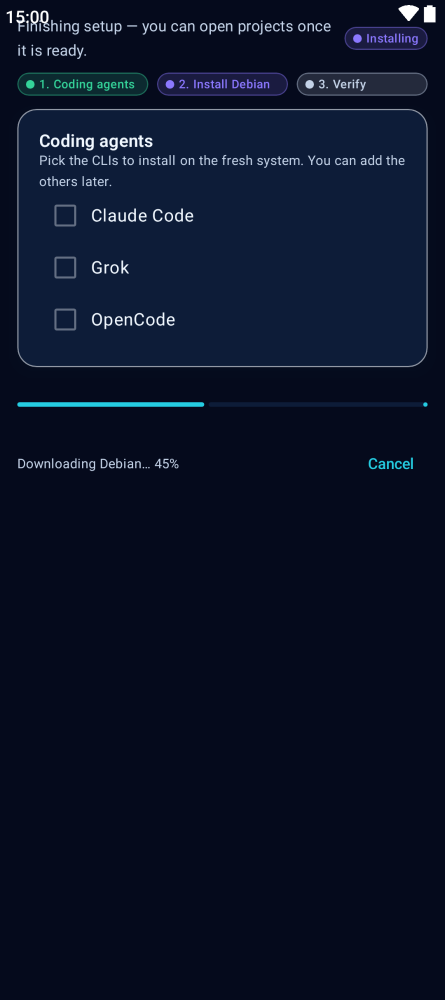 15:00
Finishing setup — you can open projects once
it is ready.
Installing
1. Coding agents
2. Install Debian
3. Verify
Coding agents
Pick the CLIs to install on the fresh system. You can add the
others later.
Claude Code
Grok
OpenCode
Downloading Debian… 45%
Cancel